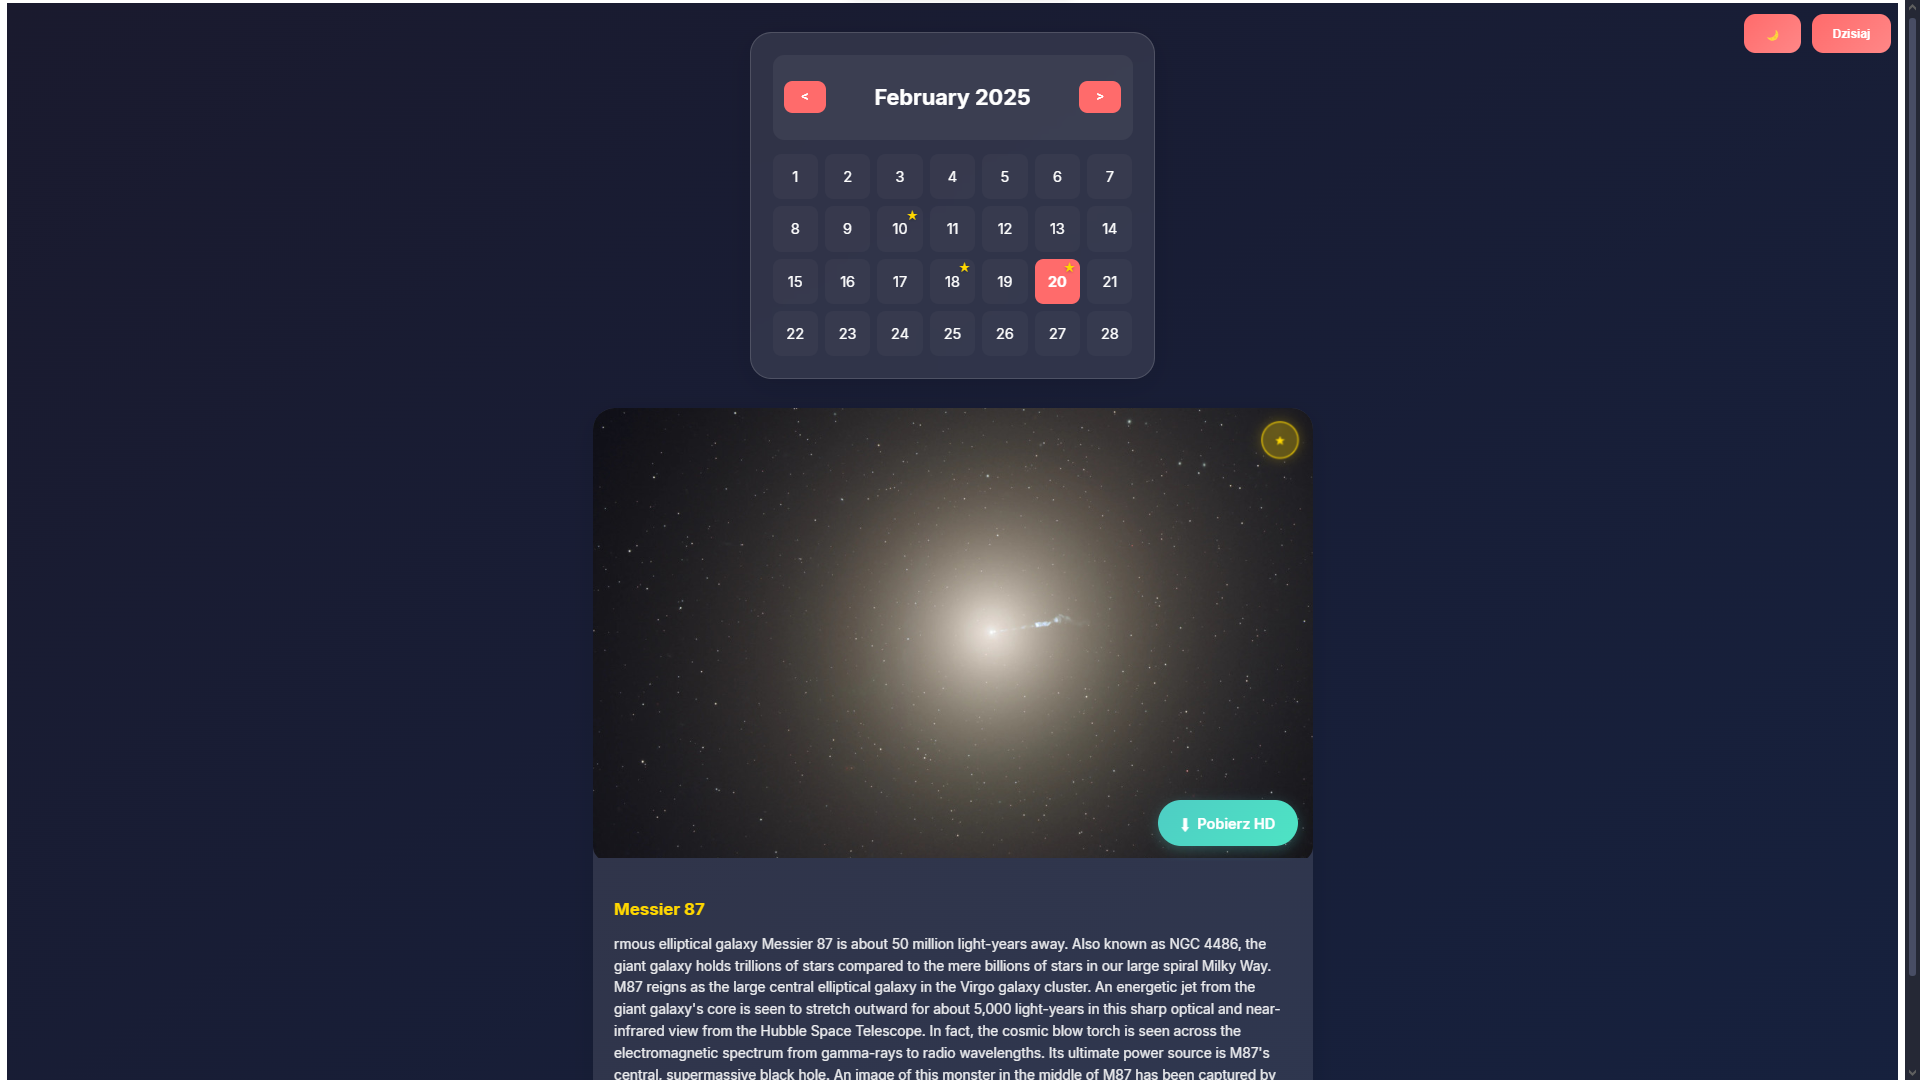 Dzisiaj
< February 2025 >
1 2 3 4 5 6 7
8 9 10 11 12 13 14
15 16 17 18 19 20 21
22 23 24 25 26 27 28
Pobierz HD
Messier 87
rmous elliptical galaxy Messier 87 is about 50 million light-years away. Also known as NGC 4486, the
giant galaxy holds trillions of stars compared to the mere billions of stars in our large spiral Milky Way.
M87 reigns as the large central elliptical galaxy in the Virgo galaxy cluster. An energetic jet from the
giant galaxy's core is seen to stretch outward for about 5,000 light-years in this sharp optical and near-
infrared view from the Hubble Space Telescope. In fact, the cosmic blow torch is seen across the
electromagnetic spectrum from gamma-rays to radio wavelengths. Its ultimate power source is M87's
central, supermassive black hole. An image of this monster in the middle of M87 has been captured by